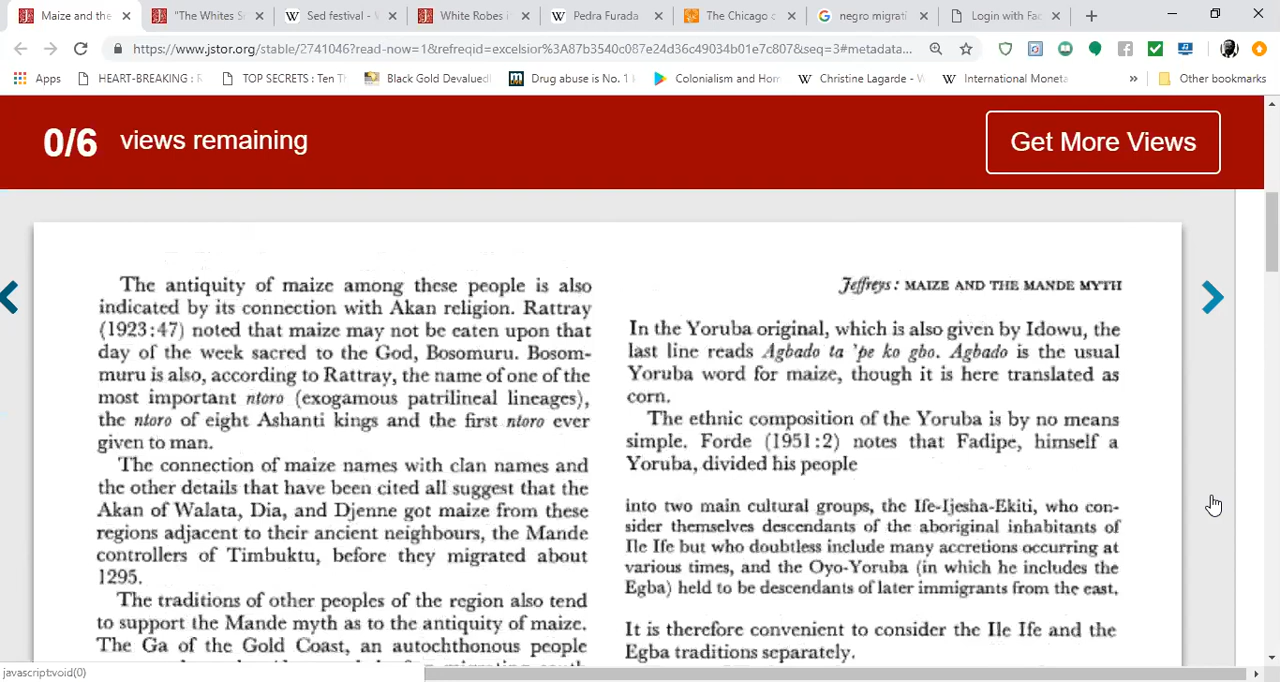 Maize and the
"The Whites S
Sed festival -
White Robes i
Pedra Furada
The Chicago c
negro migrati
Login with Fac
https://www.jstor.org/stable/2741046?read-now=1&refreqid=excelsior%3A87b3540c087e24d36c49034b01e7c807&seq=3#metadata...
Apps
HEART-BREAKING : R
TOP SECRETS : Ten Th
Black Gold Devalued
Drug abuse is No. 1
Colonialism and Hom
Christine Lagarde - W
International Moneta
»
Other bookmarks
0/6 views remaining
Get More Views
The antiquity of maize among these people is also
indicated by its connection with Akan religion. Rattray
(1923:47) noted that maize may not be eaten upon that
day of the week sacred to the God, Bosomuru. Bosom-
muru is also, according to Rattray, the name of one of the
most important ntoro (exogamous patrilineal lineages),
the ntoro of eight Ashanti kings and the first ntoro ever
given to man.
The connection of maize names with clan names and
the other details that have been cited all suggest that the
Akan of Walata, Dia, and Djenne got maize from these
regions adjacent to their ancient neighbours, the Mande
controllers of Timbuktu, before they migrated about
1295.
The traditions of other peoples of the region also tend
to support the Mande myth as to the antiquity of maize.
The Ga of the Gold Coast, an autochthonous people
Jeffreys: MAIZE AND THE MANDE MYTH
In the Yoruba original, which is also given by Idowu, the
last line reads Agbado ta 'pe ko gbo. Agbado is the usual
Yoruba word for maize, though it is here translated as
corn.
The ethnic composition of the Yoruba is by no means
simple. Forde (1951:2) notes that Fadipe, himself a
Yoruba, divided his people
into two main cultural groups, the Ife-Ijesha-Ekiti, who con-
sider themselves descendants of the aboriginal inhabitants of
Ile Ife but who doubtless include many accretions occurring at
various times, and the Oyo-Yoruba (in which he includes the
Egba) held to be descendants of later immigrants from the east.
It is therefore convenient to consider the Ile Ife and the
Egba traditions separately.
javascript:void(0)